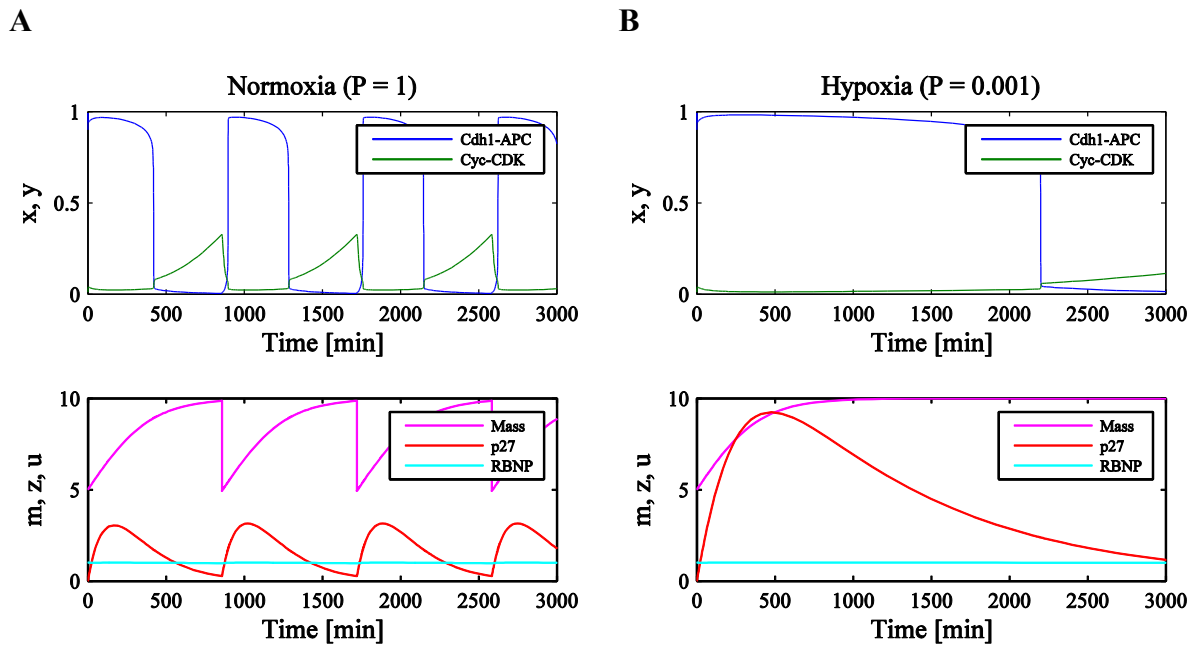 A
B
Normoxia (P = 1)
1
0.5
0
x, y
Cdh1-APC
Cyc-CDK
0 500 1000 1500 2000 2500 3000
Time [min]
Hypoxia (P = 0.001)
1
0.5
0
x, y
Cdh1-APC
Cyc-CDK
0 500 1000 1500 2000 2500 3000
Time [min]
10
5
0
m, z, u
Mass
p27
RBNP
0 500 1000 1500 2000 2500 3000
Time [min]
10
5
0
m, z, u
Mass
p27
RBNP
0 500 1000 1500 2000 2500 3000
Time [min]